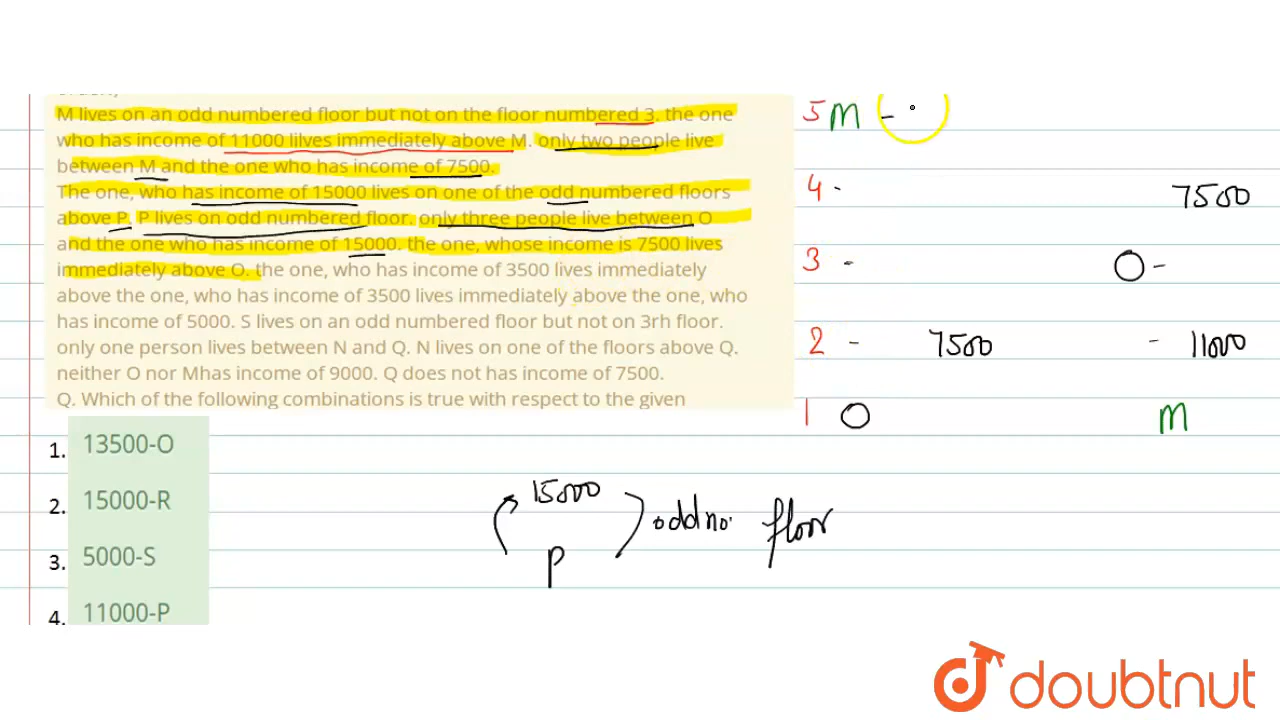 M lives on an odd numbered floor but not on the floor numbered 3. the one
who has income of 11000 lilves immediately above M. only two people live
between M and the one who has income of 7500.
The one, who has income of 15000 lives on one of the odd numbered floors
above P. P lives on odd numbered floor. only three people live between O
and the one who has income of 15000. the one, whose income is 7500 lives
immediately above O. the one, who has income of 3500 lives immediately
above the one, who has income of 3500 lives immediately above the one, who
has income of 5000. S lives on an odd numbered floor but not on 3rh floor.
only one person lives between N and Q. N lives on one of the floors above Q.
neither O nor Mhas income of 9000. Q does not has income of 7500.
Q. Which of the following combinations is true with respect to the given
1. 13500-O
2. 15000-R
3. 5000-S
4. 11000-P
5 M -
4 - 7500
3 - O -
2 - 7500 - 11000
1 O M
15000
P
odd no. floor
doubtnut